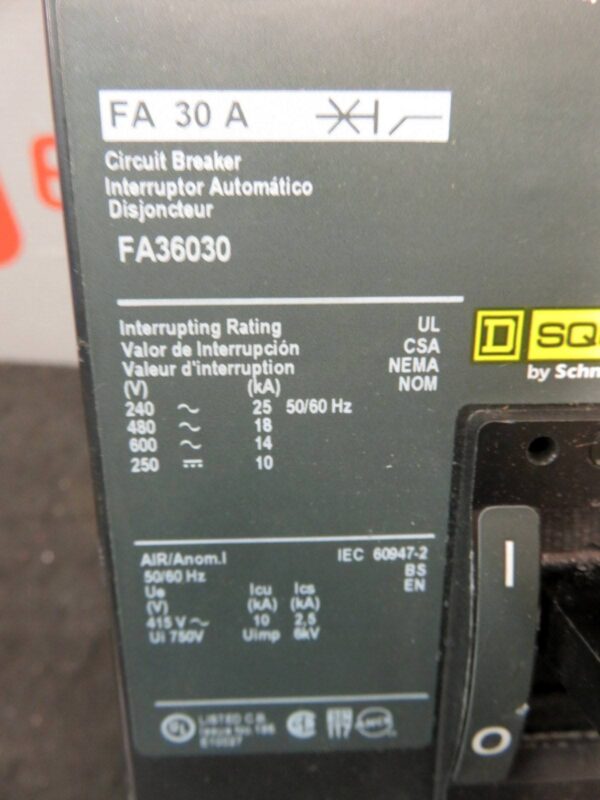 FA 30 A
Circuit Breaker
Interruptor Automático
Disjoncteur
FA36030
Interrupting Rating UL
Valor de Interrupción CSA
Valeur d'interruption NEMA
(V) (kA) NOM
240 ~ 25 50/60 Hz
480 ~ 18
600 ~ 14
250 ⎓ 10
D SQ
by Schn
AIR/Anom.I IEC 60947-2
50/60 Hz BS
Ue Icu Ics EN
(V) (kA) (kA)
415 V ~ 10 2,5
Ui 750V Uimp 6kV
UL LISTED C.B.
Issue No
I
O